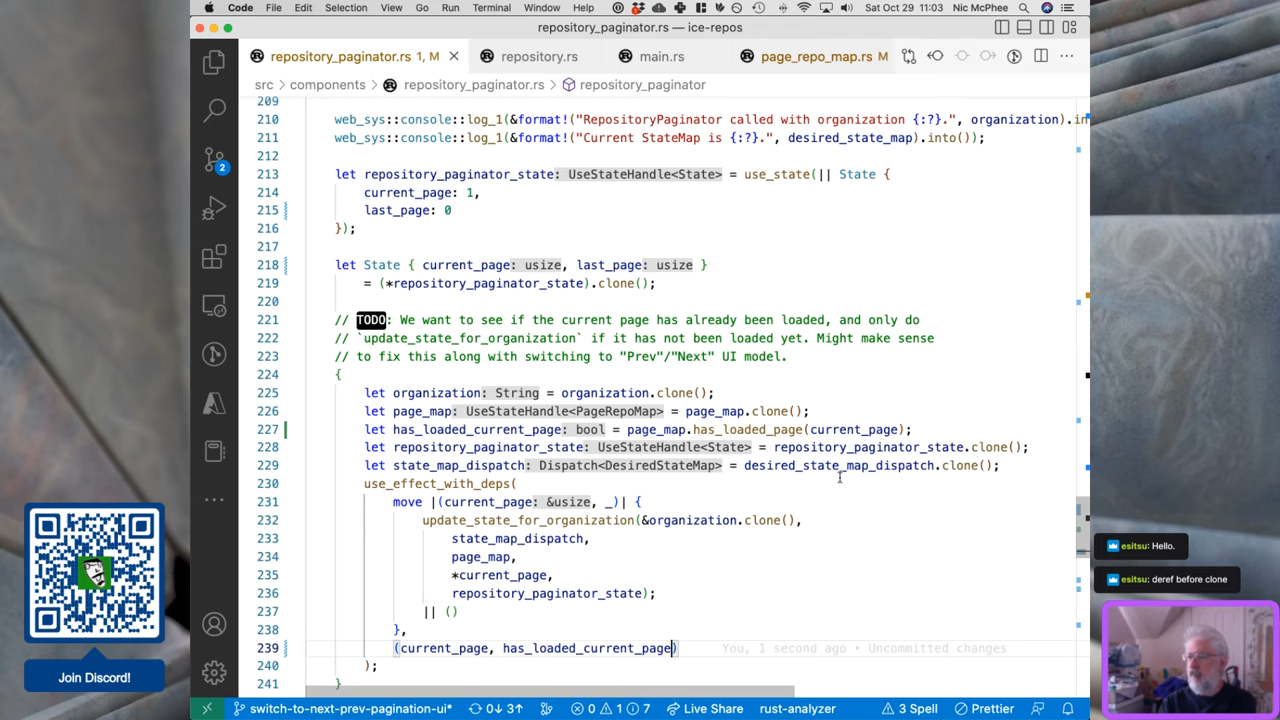 Code File Edit Selection View Go Run Terminal Window Help Sat Oct 29 11:03 Nic McPhee
repository_paginator.rs — ice-repos
repository_paginator.rs 1, M
repository.rs
main.rs
page_repo_map.rs M
src > components > repository_paginator.rs > repository_paginator
209
210 web_sys::console::log_1(&format!("RepositoryPaginator called with organization {:?}.", organization).in
211 web_sys::console::log_1(&format!("Current StateMap is {:?}.", desired_state_map).into());
212
213 let repository_paginator_state: UseStateHandle<State> = use_state(|| State {
214 current_page: 1,
215 last_page: 0
216 });
217
218 let State { current_page: usize, last_page: usize }
219 = (*repository_paginator_state).clone();
220
221 // TODO: We want to see if the current page has already been loaded, and only do
222 // `update_state_for_organization` if it has not been loaded yet. Might make sense
223 // to fix this along with switching to "Prev"/"Next" UI model.
224 {
225 let organization: String = organization.clone();
226 let page_map: UseStateHandle<PageRepoMap> = page_map.clone();
227 let has_loaded_current_page: bool = page_map.has_loaded_page(current_page);
228 let repository_paginator_state: UseStateHandle<State> = repository_paginator_state.clone();
229 let state_map_dispatch: Dispatch<DesiredStateMap> = desired_state_map_dispatch.clone();
230 use_effect_with_deps(
231 move |(current_page: &usize, _)| {
232 update_state_for_organization(&organization.clone(),
233 state_map_dispatch,
234 page_map,
235 *current_page,
236 repository_paginator_state);
237 || ()
238 },
239 (current_page, has_loaded_current_page) You, 1 second ago • Uncommitted changes
240 );
241 }
2
Join Discord!
esitsu: Hello.
esitsu: deref before clone
switch-to-next-prev-pagination-ui* 0↓ 3↑ 0 1 7 Live Share rust-analyzer 3 Spell Prettier